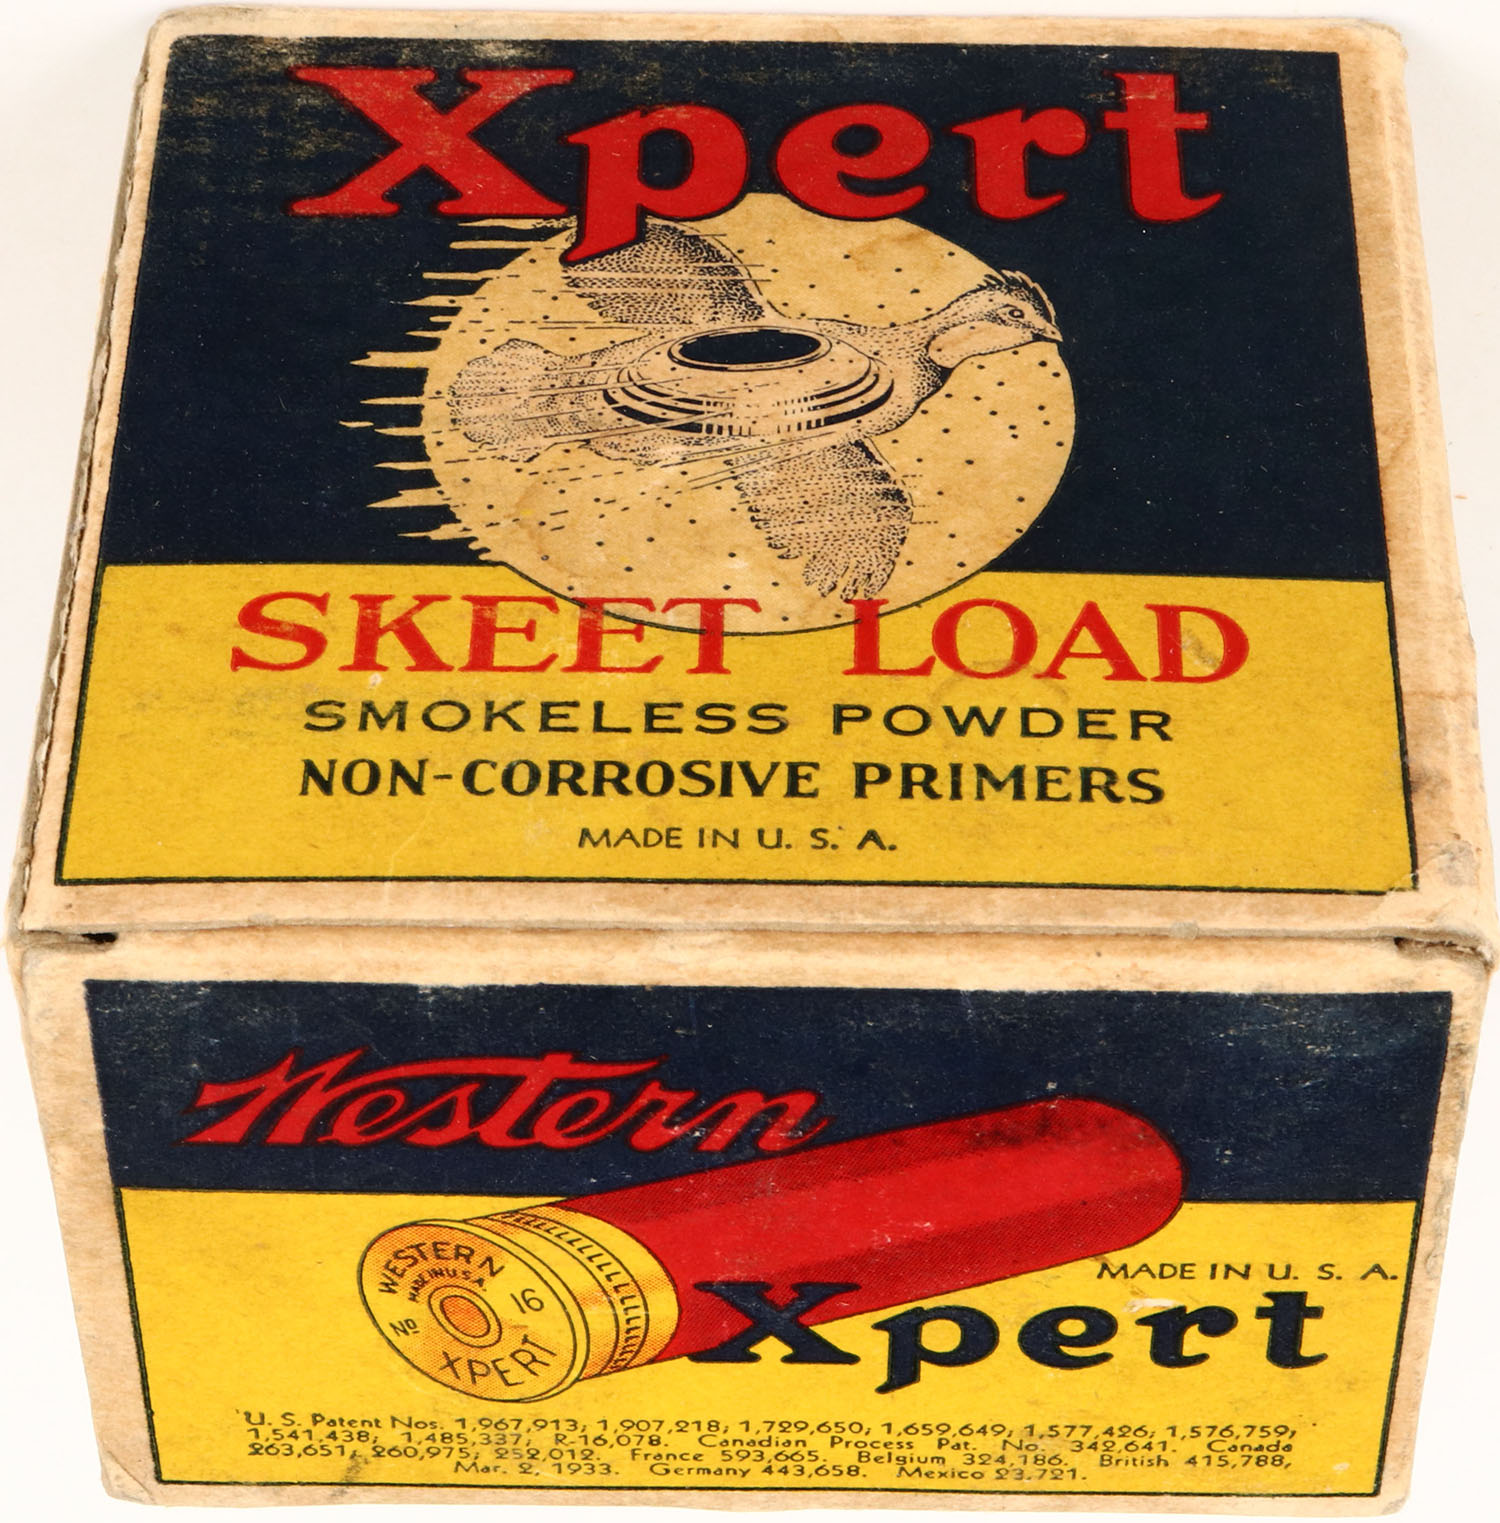 Xpert
SKEET LOAD
SMOKELESS POWDER
NON-CORROSIVE PRIMERS
MADE IN U. S. A.
Western
WESTERN
MADE IN U.S.A.
No 16
XPERT
MADE IN U. S. A.
Xpert
U. S. Patent Nos. 1,967,913; 1,907,218; 1,729,650; 1,659,649; 1,577,426; 1,576,759;
1,541,438; 1,485,337; R-16,078. Canadian Process Pat. No. 342,641. Canada
263,651; 260,975; 252,012. France 593,665. Belgium 324,186. British 415,788,
Mar. 2, 1933. Germany 443,658. Mexico 23,721.